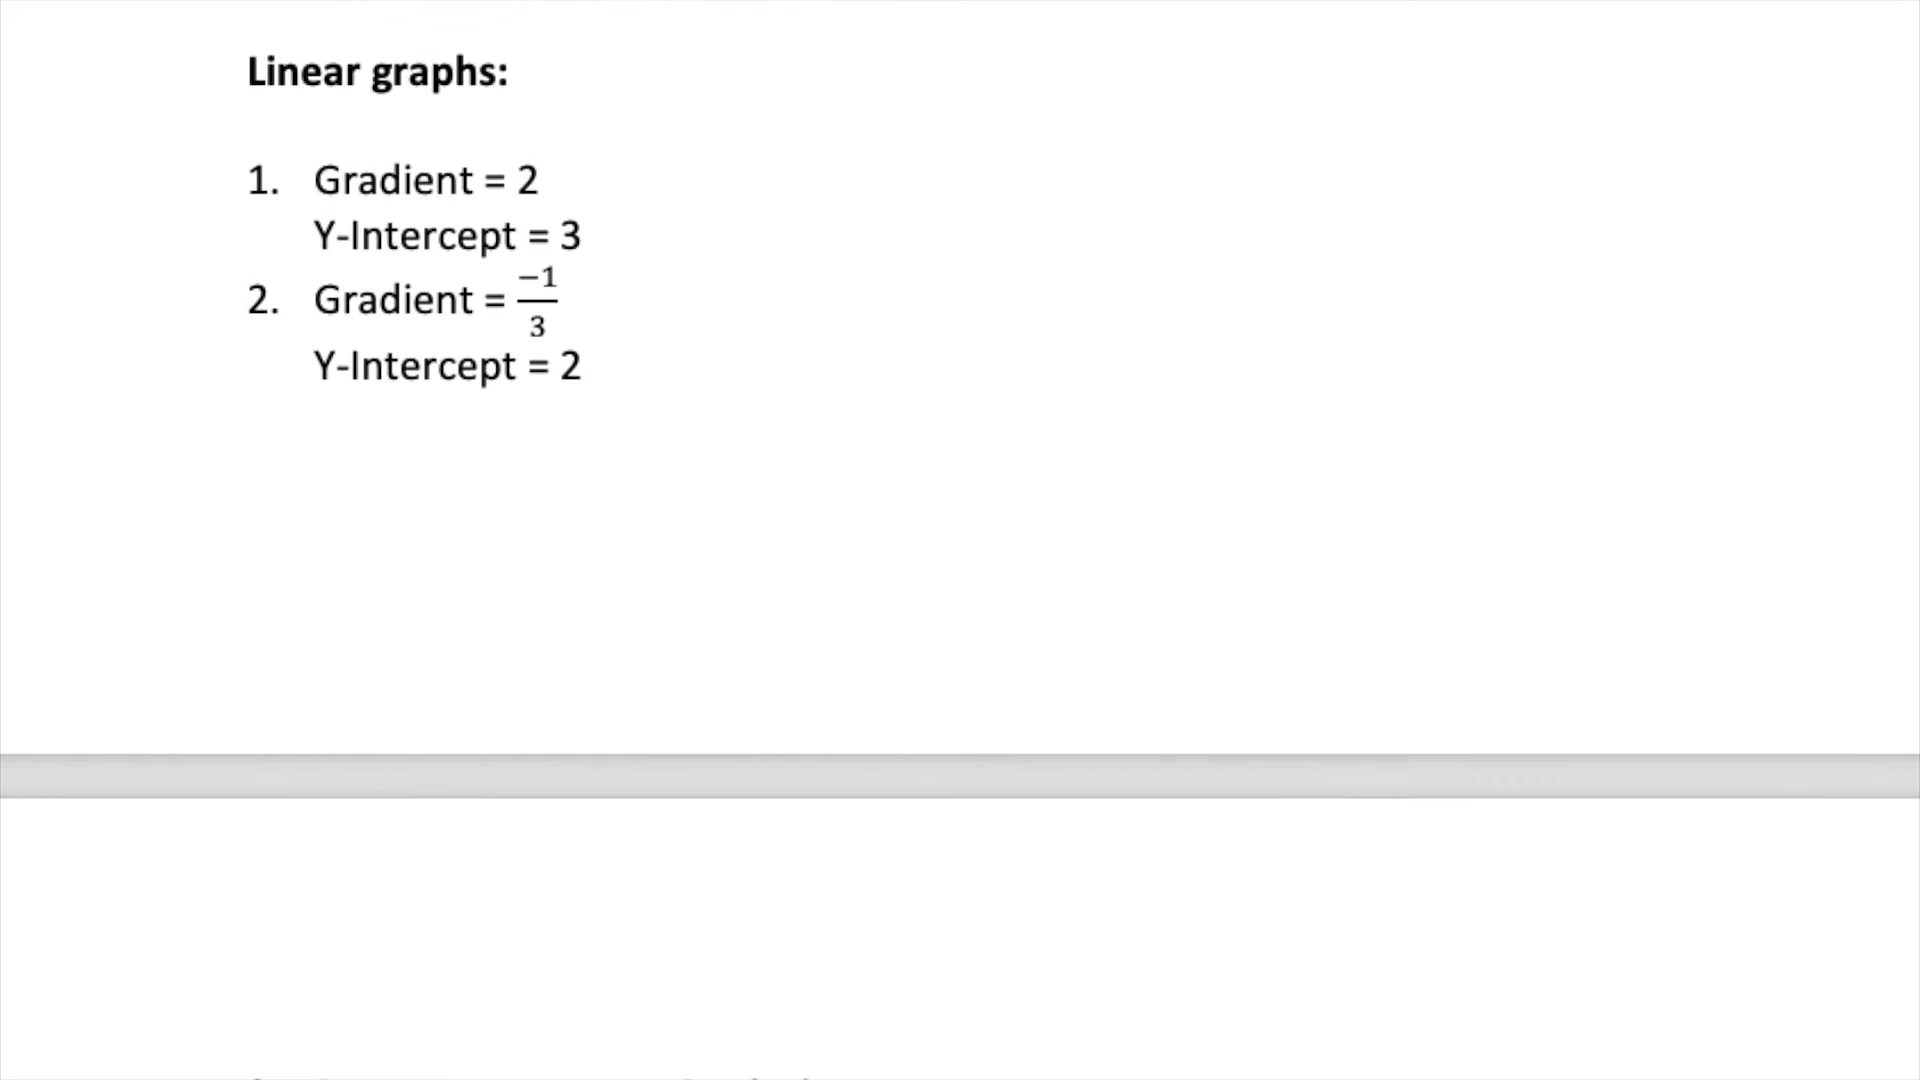 Linear graphs:
1. Gradient = 2
Y-Intercept = 3
2. Gradient = −1/3
Y-Intercept = 2